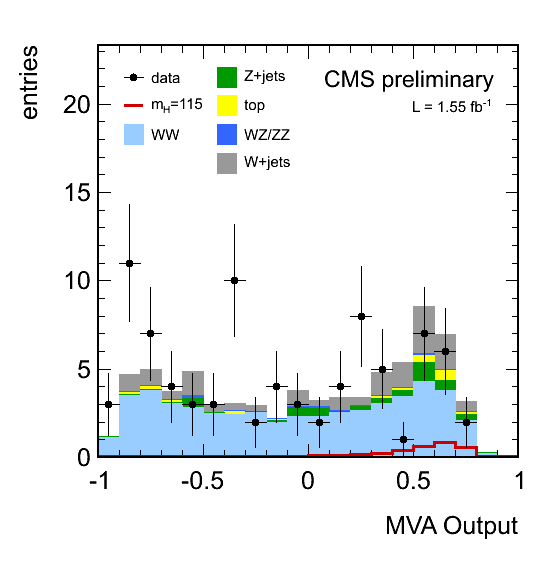 entries
data
m_H=115
WW
Z+jets
top
WZ/ZZ
W+jets
CMS preliminary
L = 1.55 fb⁻¹
20
15
10
5
0
-1 -0.5 0 0.5 1
MVA Output